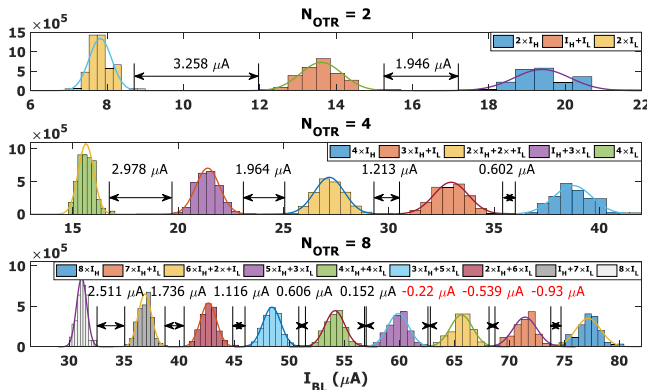 N_OTR = 2
×10^5
15
10
5
0
2×I_H I_H+I_L 2×I_L
3.258 μA 1.946 μA
6 8 10 12 14 16 18 20 22
N_OTR = 4
×10^5
10
5
0
4×I_H 3×I_H+I_L 2×I_H+2×+I_L I_H+3×I_L 4×I_L
2.978 μA 1.964 μA 1.213 μA 0.602 μA
15 20 25 30 35 40
N_OTR = 8
×10^5
10
5
0
8×I_H 7×I_H+I_L 6×I_H+2×+I_L 5×I_H+3×I_L 4×I_H+4×I_L 3×I_H+5×I_L 2×I_H+6×I_L I_H+7×I_L 8×I_L
2.511 μA 1.736 μA 1.116 μA 0.606 μA 0.152 μA -0.22 μA -0.539 μA -0.93 μA
30 35 40 45 50 55 60 65 70 75 80
I_BL (μA)